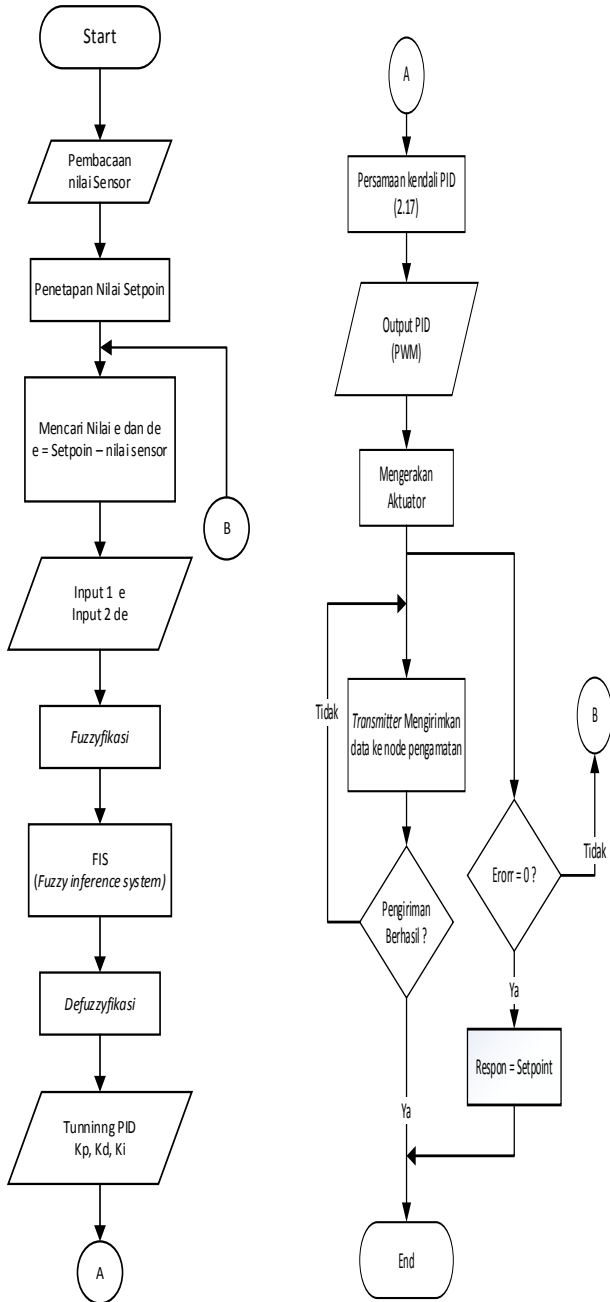 Start
Pembacaan
nilai Sensor
Penetapan Nilai Setpoin
Mencari Nilai e dan de
e = Setpoin – nilai sensor
B
Input 1 e
Input 2 de
Fuzzyfikasi
FIS
(Fuzzy inference system)
Defuzzyfikasi
Tunninng PID
Kp, Kd, Ki
A
A
Persamaan kendali PID
(2.17)
Output PID
(PWM)
Mengerakan
Aktuator
Tidak
Transmitter Mengirimkan
data ke node pengamatan
B
Tidak
Erorr = 0 ?
Pengiriman
Berhasil ?
Ya
Respon = Setpoint
Ya
End